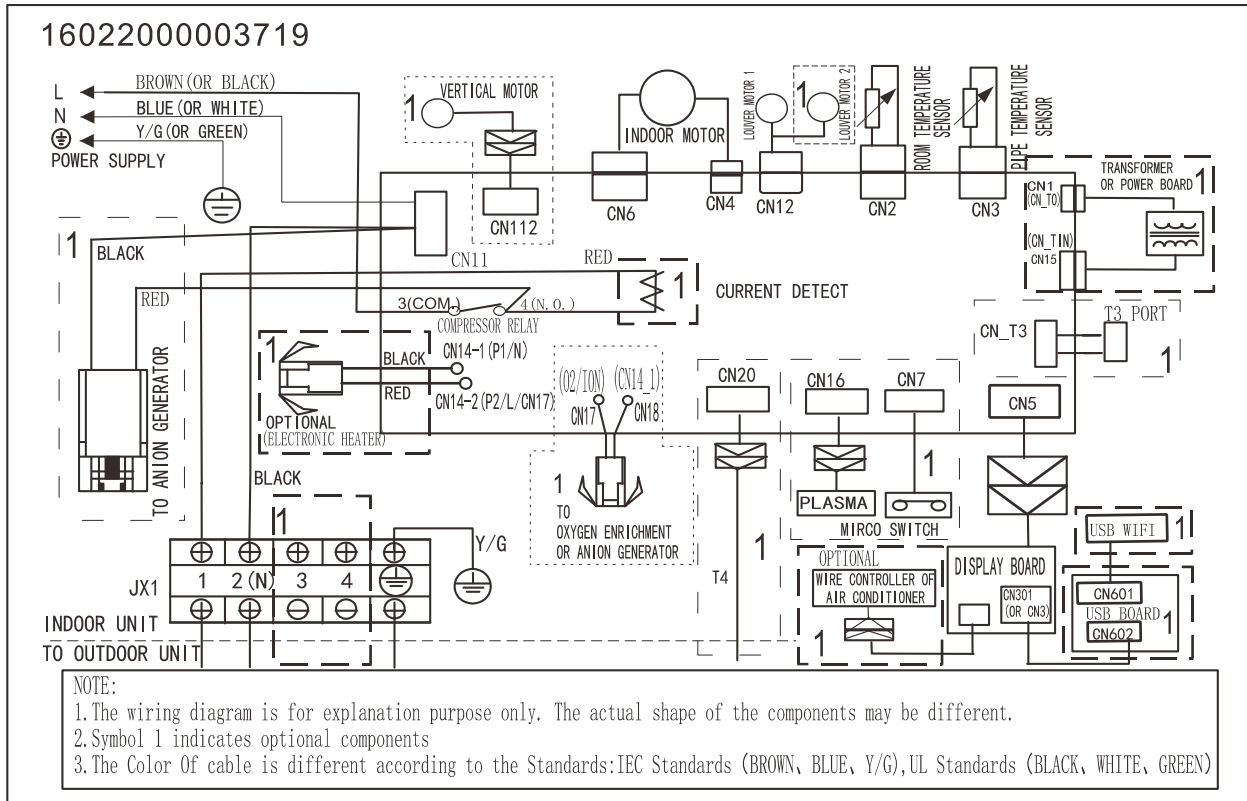 16022000003719
L
BROWN(OR BLACK)
N
BLUE(OR WHITE)
Y/G(OR GREEN)
POWER SUPPLY
1
VERTICAL MOTOR
CN112
INDOOR MOTOR
CN6
CN4
LOUVER MOTOR 1
1
LOUVER MOTOR 2
CN12
ROOM TEMPERATURE
SENSOR
CN2
PIPE TEMPERATURE
SENSOR
CN3
TRANSFORMER
OR POWER BOARD
1
CN1
(CN_TO)
(CN_TIN)
CN15
1
BLACK
RED
TO ANION GENERATOR
CN11
RED
1
CURRENT DETECT
3(COM.)
4(N.O.)
COMPRESSOR RELAY
T3 PORT
CN_T3
1
1
BLACK
RED
CN14-1(P1/N)
CN14-2(P2/L/CN17)
OPTIONAL
(ELECTRONIC HEATER)
(O2/ION)
(CN14_1)
CN17
CN18
1
TO
OXYGEN ENRICHMENT
OR ANION GENERATOR
CN20
T4
1
CN16
CN7
PLASMA
1
MIRCO SWITCH
CN5
BLACK
1
Y/G
JX1
1
2(N)
3
4
INDOOR UNIT
TO OUTDOOR UNIT
OPTIONAL
WIRE CONTROLLER OF
AIR CONDITIONER
1
DISPLAY BOARD
CN301
(OR CN3)
USB WIFI
1
CN601
USB BOARD
1
CN602
NOTE:
1.The wiring diagram is for explanation purpose only. The actual shape of the components may be different.
2.Symbol 1 indicates optional components
3.The Color Of cable is different according to the Standards:IEC Standards (BROWN、BLUE、Y/G),UL Standards (BLACK、WHITE、GREEN)